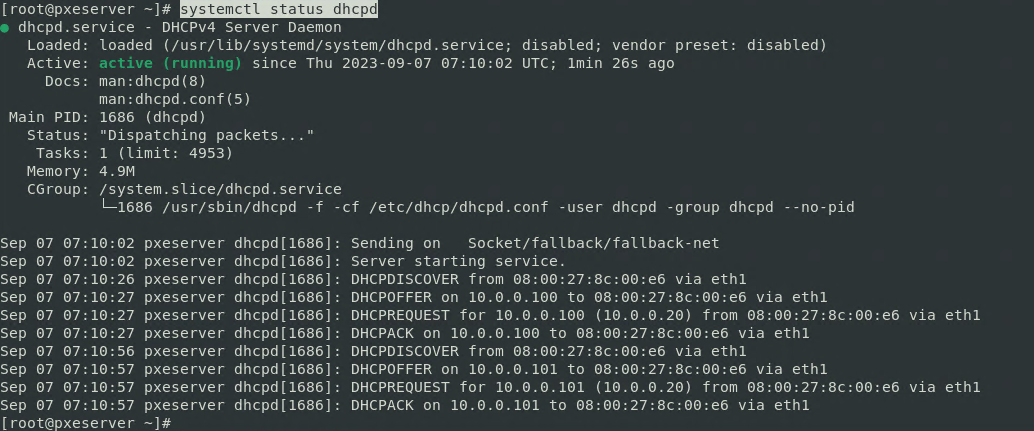 [root@pxeserver ~]# systemctl status dhcpd
● dhcpd.service - DHCPv4 Server Daemon
   Loaded: loaded (/usr/lib/systemd/system/dhcpd.service; disabled; vendor preset: disabled)
   Active: active (running) since Thu 2023-09-07 07:10:02 UTC; 1min 26s ago
     Docs: man:dhcpd(8)
           man:dhcpd.conf(5)
 Main PID: 1686 (dhcpd)
   Status: "Dispatching packets..."
    Tasks: 1 (limit: 4953)
   Memory: 4.9M
   CGroup: /system.slice/dhcpd.service
           └─1686 /usr/sbin/dhcpd -f -cf /etc/dhcp/dhcpd.conf -user dhcpd -group dhcpd --no-pid
Sep 07 07:10:02 pxeserver dhcpd[1686]: Sending on   Socket/fallback/fallback-net
Sep 07 07:10:02 pxeserver dhcpd[1686]: Server starting service.
Sep 07 07:10:26 pxeserver dhcpd[1686]: DHCPDISCOVER from 08:00:27:8c:00:e6 via eth1
Sep 07 07:10:27 pxeserver dhcpd[1686]: DHCPOFFER on 10.0.0.100 to 08:00:27:8c:00:e6 via eth1
Sep 07 07:10:27 pxeserver dhcpd[1686]: DHCPREQUEST for 10.0.0.100 (10.0.0.20) from 08:00:27:8c:00:e6 via eth1
Sep 07 07:10:27 pxeserver dhcpd[1686]: DHCPACK on 10.0.0.100 to 08:00:27:8c:00:e6 via eth1
Sep 07 07:10:56 pxeserver dhcpd[1686]: DHCPDISCOVER from 08:00:27:8c:00:e6 via eth1
Sep 07 07:10:57 pxeserver dhcpd[1686]: DHCPOFFER on 10.0.0.101 to 08:00:27:8c:00:e6 via eth1
Sep 07 07:10:57 pxeserver dhcpd[1686]: DHCPREQUEST for 10.0.0.101 (10.0.0.20) from 08:00:27:8c:00:e6 via eth1
Sep 07 07:10:57 pxeserver dhcpd[1686]: DHCPACK on 10.0.0.101 to 08:00:27:8c:00:e6 via eth1
[root@pxeserver ~]#